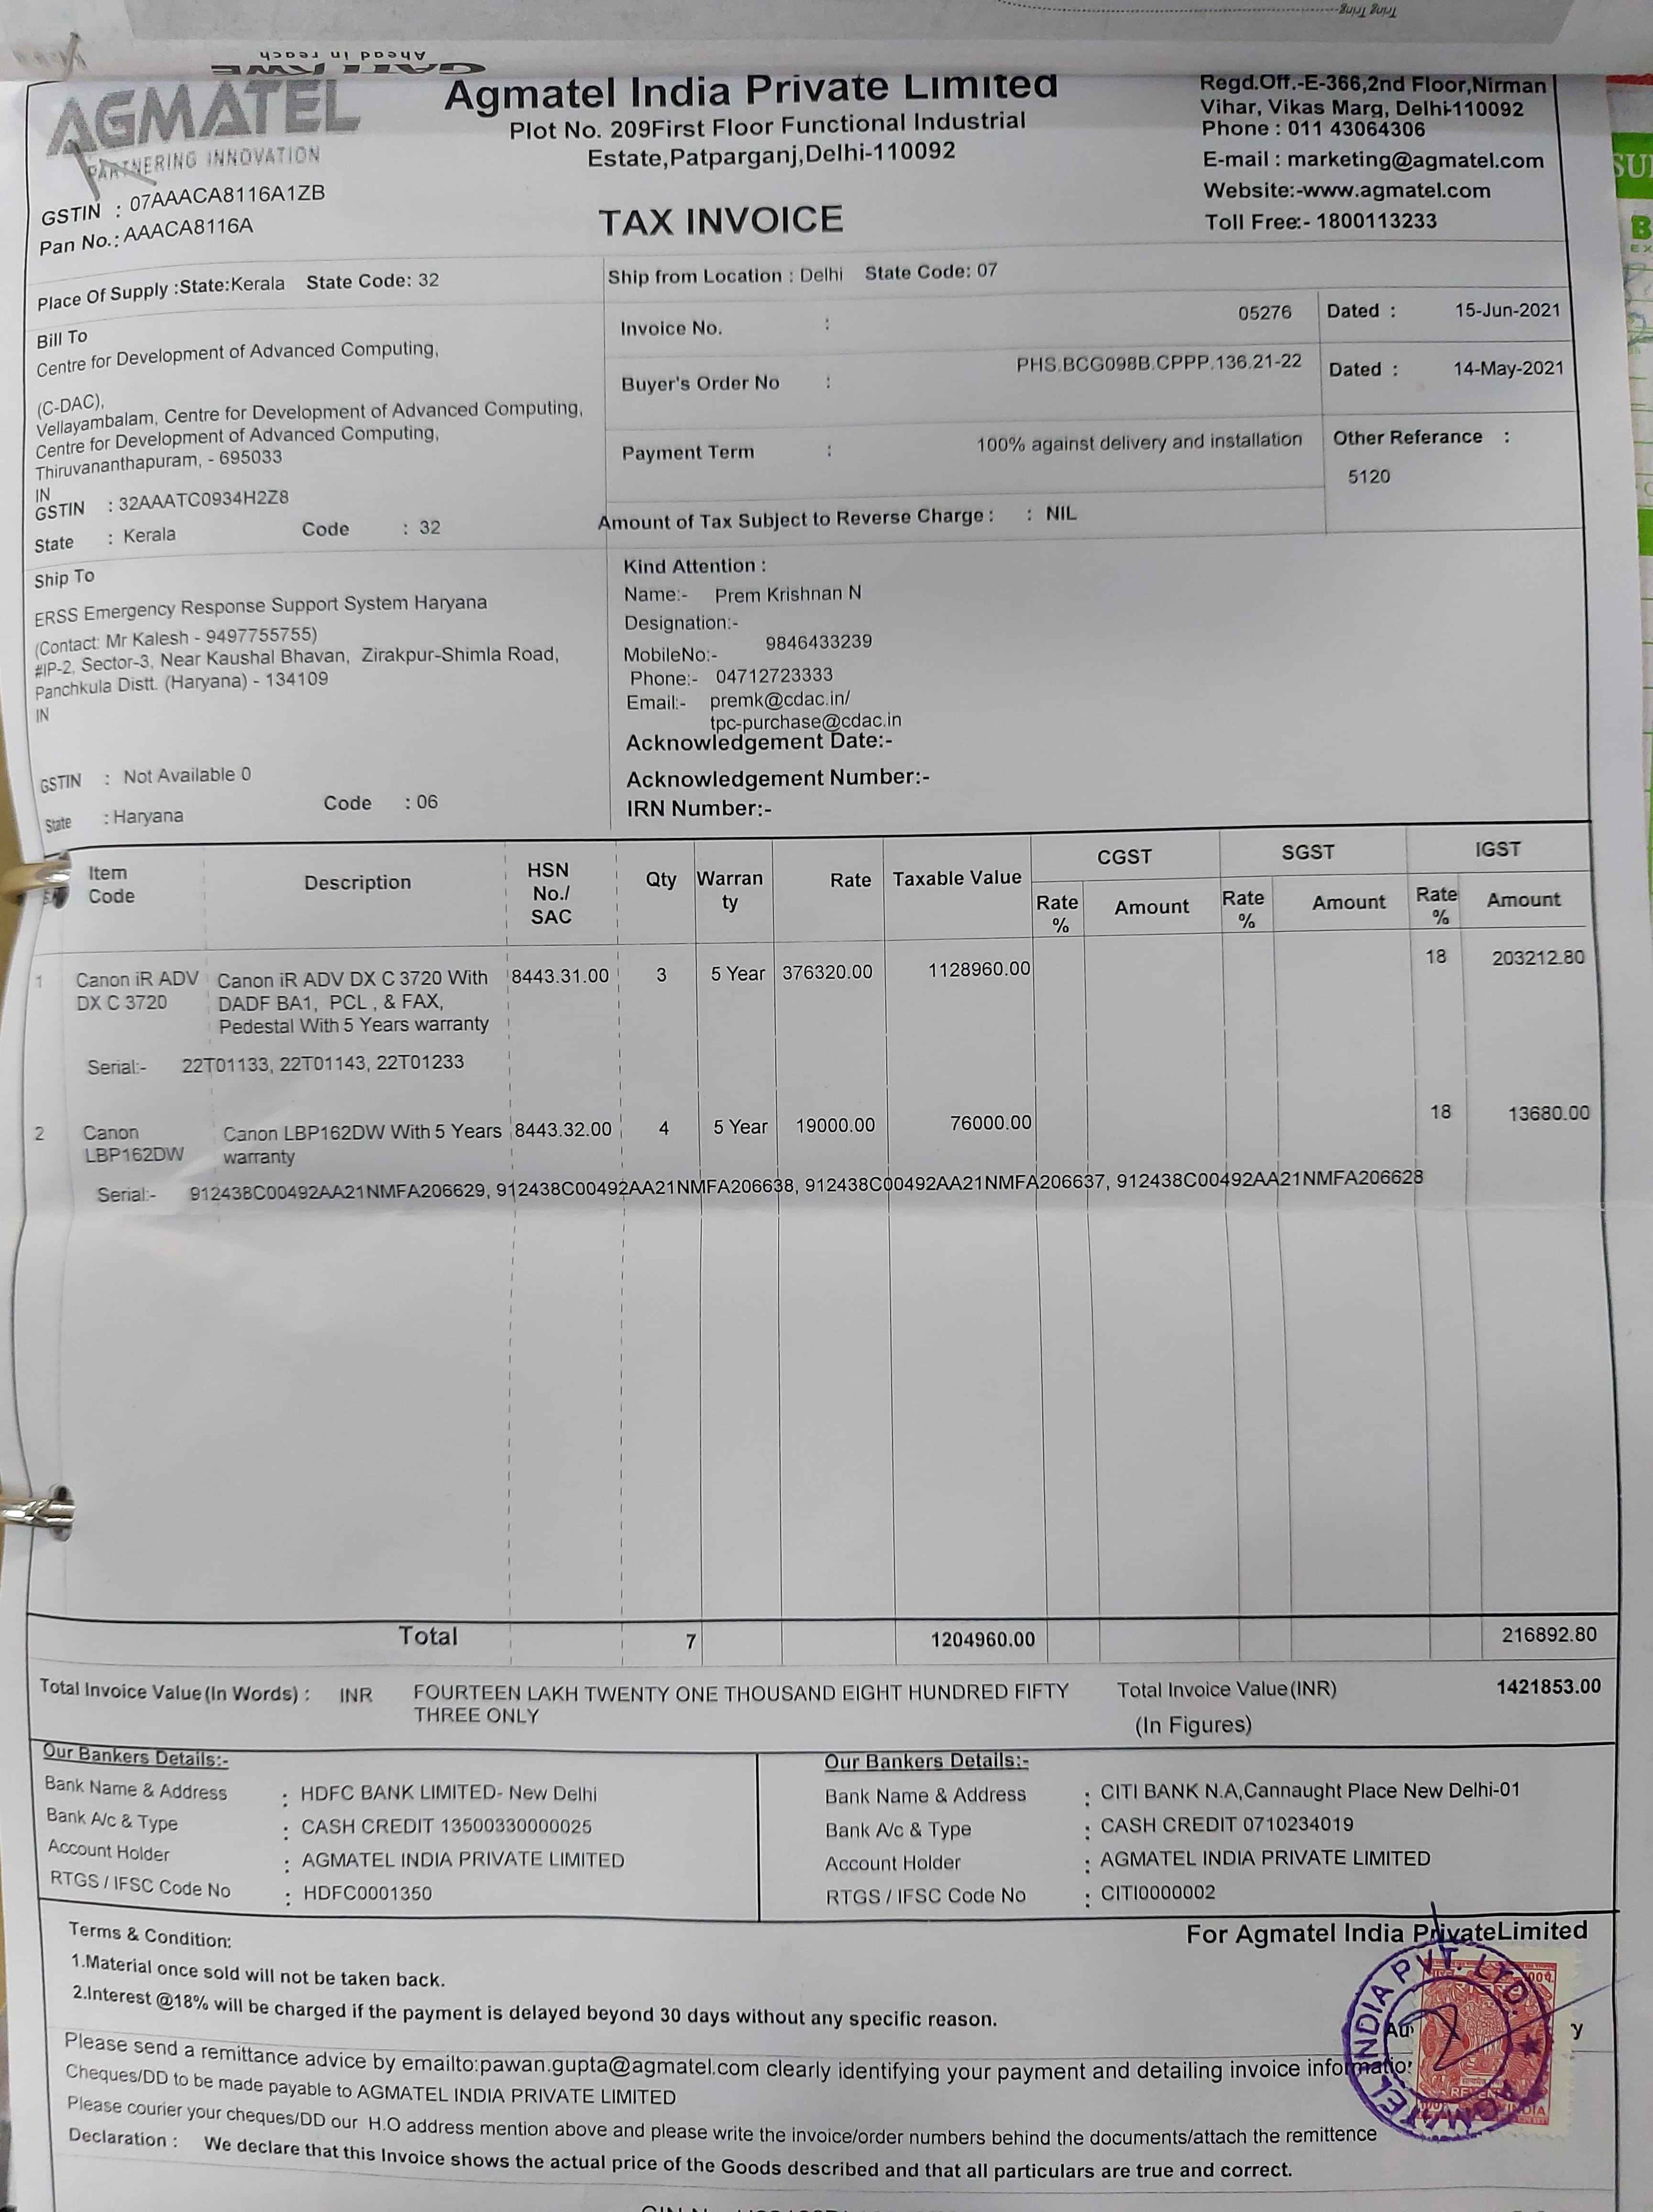 Tring Tring
Ahead in reach
GATI KWE
AGMATEL
PARTNERING INNOVATION
GSTIN : 07AAACA8116A1ZB
Pan No.: AAACA8116A
Agmatel India Private Limited
Plot No. 209First Floor Functional Industrial
Estate,Patparganj,Delhi-110092
TAX INVOICE
Regd.Off.-E-366,2nd Floor,Nirman
Vihar, Vikas Marg, Delhi-110092
Phone : 011 43064306
E-mail : marketing@agmatel.com
Website:-www.agmatel.com
Toll Free:- 1800113233
Place Of Supply :State:Kerala State Code: 32
Ship from Location : Delhi State Code: 07
Bill To
Centre for Development of Advanced Computing,
(C-DAC),
Vellayambalam, Centre for Development of Advanced Computing,
Centre for Development of Advanced Computing,
Thiruvananthapuram, - 695033
IN
GSTIN : 32AAATC0934H2Z8
State : Kerala Code : 32
Invoice No. : 05276 Dated : 15-Jun-2021
Buyer's Order No : PHS.BCG098B.CPPP.136.21-22 Dated : 14-May-2021
Payment Term : 100% against delivery and installation Other Referance :
5120
Amount of Tax Subject to Reverse Charge : : NIL
Ship To
ERSS Emergency Response Support System Haryana
(Contact: Mr Kalesh - 9497755755)
#IP-2, Sector-3, Near Kaushal Bhavan, Zirakpur-Shimla Road,
Panchkula Distt. (Haryana) - 134109
IN
GSTIN : Not Available 0
State : Haryana Code : 06
Kind Attention :
Name:- Prem Krishnan N
Designation:-
MobileNo:- 9846433239
Phone:- 04712723333
Email:- premk@cdac.in/
tpc-purchase@cdac.in
Acknowledgement Date:-
Acknowledgement Number:-
IRN Number:-
Item Code Description HSN No./ SAC Qty Warran ty Rate Taxable Value CGST SGST IGST
Rate % Amount Rate % Amount Rate % Amount
1 Canon iR ADV Canon iR ADV DX C 3720 With 8443.31.00 3 5 Year 376320.00 1128960.00 18 203212.80
DX C 3720 DADF BA1, PCL , & FAX,
Pedestal With 5 Years warranty
Serial:- 22T01133, 22T01143, 22T01233
2 Canon Canon LBP162DW With 5 Years 8443.32.00 4 5 Year 19000.00 76000.00 18 13680.00
LBP162DW warranty
Serial:- 912438C00492AA21NMFA206629, 912438C00492AA21NMFA206638, 912438C00492AA21NMFA206637, 912438C00492AA21NMFA206628
Total 7 1204960.00 216892.80
Total Invoice Value(In Words) : INR FOURTEEN LAKH TWENTY ONE THOUSAND EIGHT HUNDRED FIFTY Total Invoice Value(INR) 1421853.00
THREE ONLY (In Figures)
Our Bankers Details:-
Bank Name & Address : HDFC BANK LIMITED- New Delhi
Bank A/c & Type : CASH CREDIT 13500330000025
Account Holder : AGMATEL INDIA PRIVATE LIMITED
RTGS / IFSC Code No : HDFC0001350
Our Bankers Details:-
Bank Name & Address : CITI BANK N.A,Cannaught Place New Delhi-01
Bank A/c & Type : CASH CREDIT 0710234019
Account Holder : AGMATEL INDIA PRIVATE LIMITED
RTGS / IFSC Code No : CITI0000002
For Agmatel India PrivateLimited
Terms & Condition:
1.Material once sold will not be taken back.
2.Interest @18% will be charged if the payment is delayed beyond 30 days without any specific reason.
Please send a remittance advice by emailto:pawan.gupta@agmatel.com clearly identifying your payment and detailing invoice informatio
Cheques/DD to be made payable to AGMATEL INDIA PRIVATE LIMITED
Please courier your cheques/DD our H.O address mention above and please write the invoice/order numbers behind the documents/attach the remittence
Declaration : We declare that this Invoice shows the actual price of the Goods described and that all particulars are true and correct.
AGMATEL INDIA PVT. LTD.
INDIA